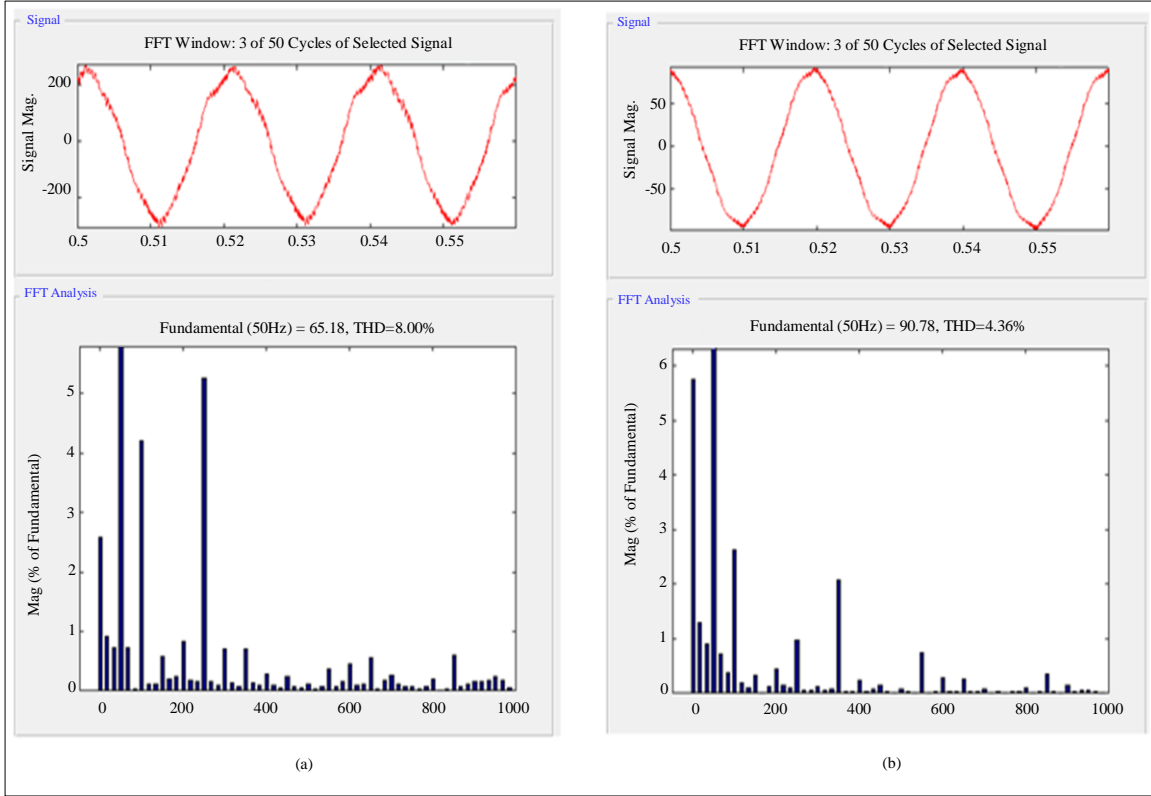 Signal
FFT Window: 3 of 50 Cycles of Selected Signal
Signal Mag.
200
0
-200
0.5 0.51 0.52 0.53 0.54 0.55
FFT Analysis
Fundamental (50Hz) = 65.18, THD=8.00%
Mag (% of Fundamental)
5
4
3
2
1
0
0 200 400 600 800 1000
(a)
Signal
FFT Window: 3 of 50 Cycles of Selected Signal
Signal Mag.
50
0
-50
0.5 0.51 0.52 0.53 0.54 0.55
FFT Analysis
Fundamental (50Hz) = 90.78, THD=4.36%
Mag (% of Fundamental)
6
5
4
3
2
1
0
0 200 400 600 800 1000
(b)